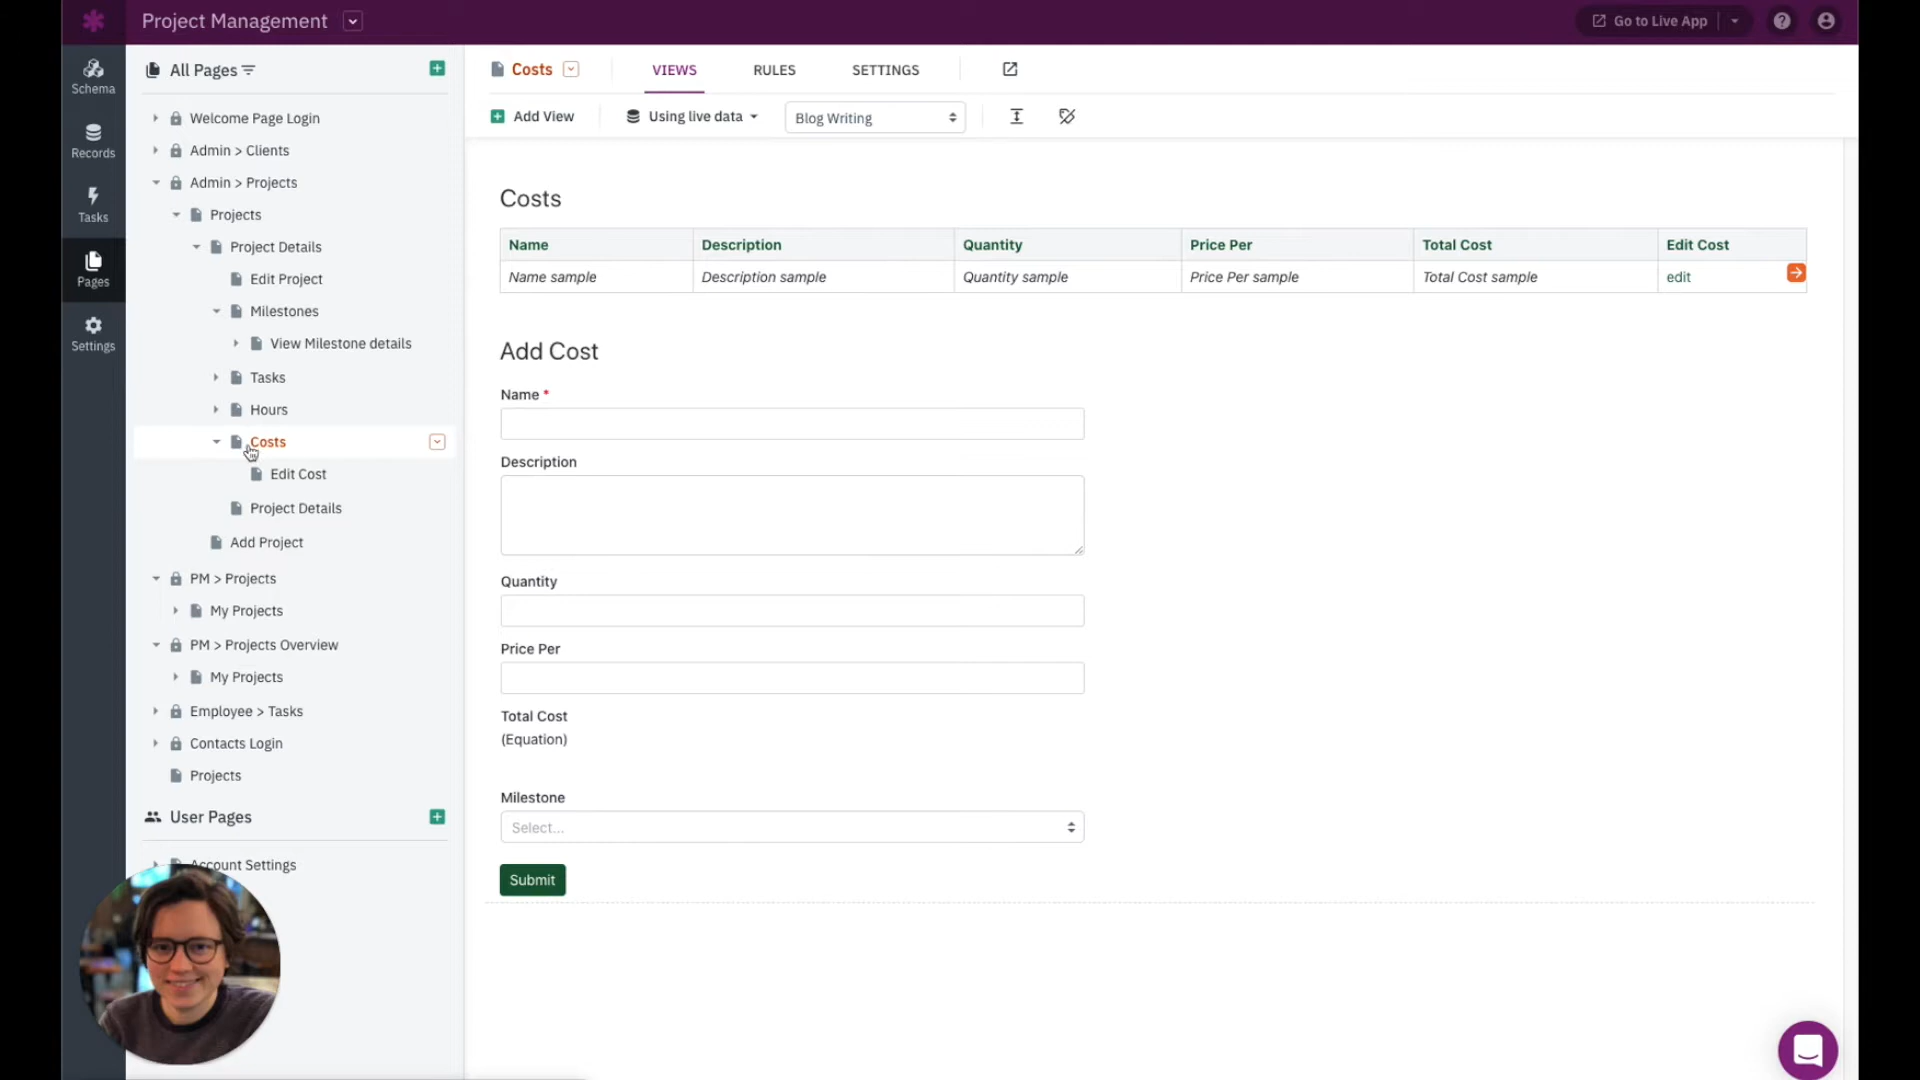 Project Management
Go to Live App
Schema
Records
Tasks
Pages
Settings
All Pages
Welcome Page Login
Admin > Clients
Admin > Projects
Projects
Project Details
Edit Project
Milestones
View Milestone details
Tasks
Hours
Costs
Edit Cost
Project Details
Add Project
PM > Projects
My Projects
PM > Projects Overview
My Projects
Employee > Tasks
Contacts Login
Projects
User Pages
Account Settings
Costs
VIEWS
RULES
SETTINGS
Add View
Using live data
Blog Writing
Costs
Name Description Quantity Price Per Total Cost Edit Cost
Name sample Description sample Quantity sample Price Per sample Total Cost sample edit
Add Cost
Name *
Description
Quantity
Price Per
Total Cost
(Equation)
Milestone
Select...
Submit